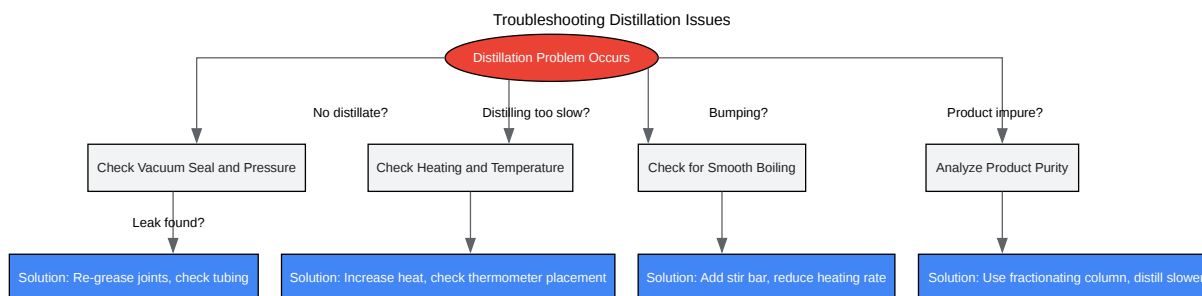 Troubleshooting Distillation Issues
Distillation Problem Occurs
No distillate?
Distilling too slow?
Bumping?
Product impure?
Check Vacuum Seal and Pressure
Check Heating and Temperature
Check for Smooth Boiling
Analyze Product Purity
Leak found?
Solution: Re-grease joints, check tubing
Solution: Increase heat, check thermometer placement
Solution: Add stir bar, reduce heating rate
Solution: Use fractionating column, distill slower